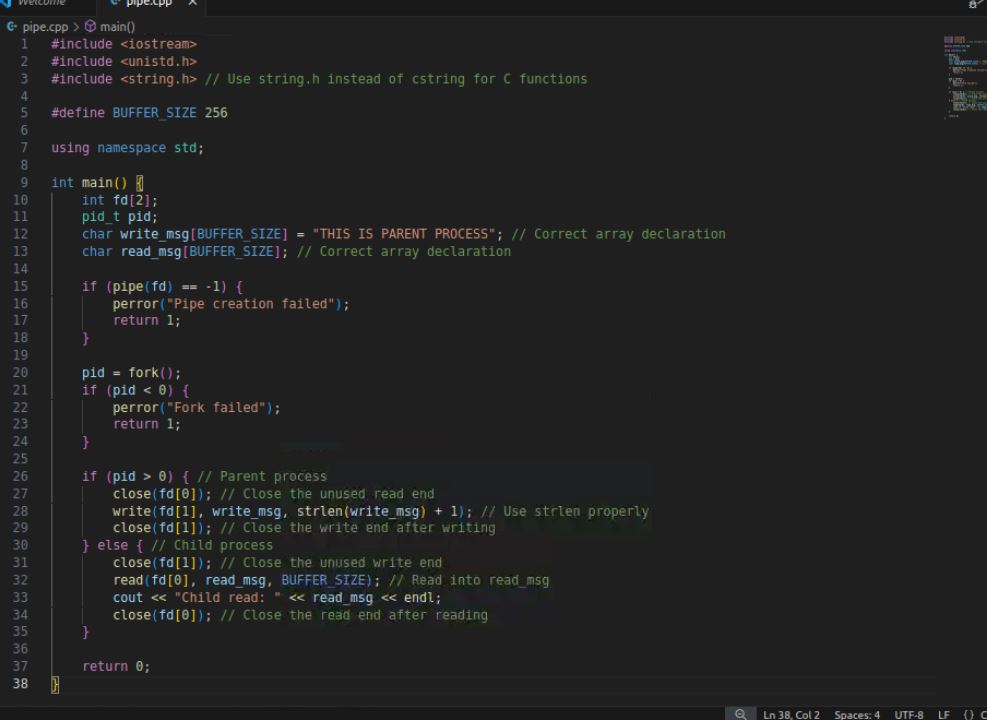 Welcome pipe.cpp ×
pipe.cpp > main()
1 #include <iostream>
2 #include <unistd.h>
3 #include <string.h> // Use string.h instead of cstring for C functions
4
5 #define BUFFER_SIZE 256
6
7 using namespace std;
8
9 int main() {
10 int fd[2];
11 pid_t pid;
12 char write_msg[BUFFER_SIZE] = "THIS IS PARENT PROCESS"; // Correct array declaration
13 char read_msg[BUFFER_SIZE]; // Correct array declaration
14
15 if (pipe(fd) == -1) {
16 perror("Pipe creation failed");
17 return 1;
18 }
19
20 pid = fork();
21 if (pid < 0) {
22 perror("Fork failed");
23 return 1;
24 }
25
26 if (pid > 0) { // Parent process
27 close(fd[0]); // Close the unused read end
28 write(fd[1], write_msg, strlen(write_msg) + 1); // Use strlen properly
29 close(fd[1]); // Close the write end after writing
30 } else { // Child process
31 close(fd[1]); // Close the unused write end
32 read(fd[0], read_msg, BUFFER_SIZE); // Read into read_msg
33 cout << "Child read: " << read_msg << endl;
34 close(fd[0]); // Close the read end after reading
35 }
36
37 return 0;
38 }
Ln 38, Col 2 Spaces: 4 UTF-8 LF {} C